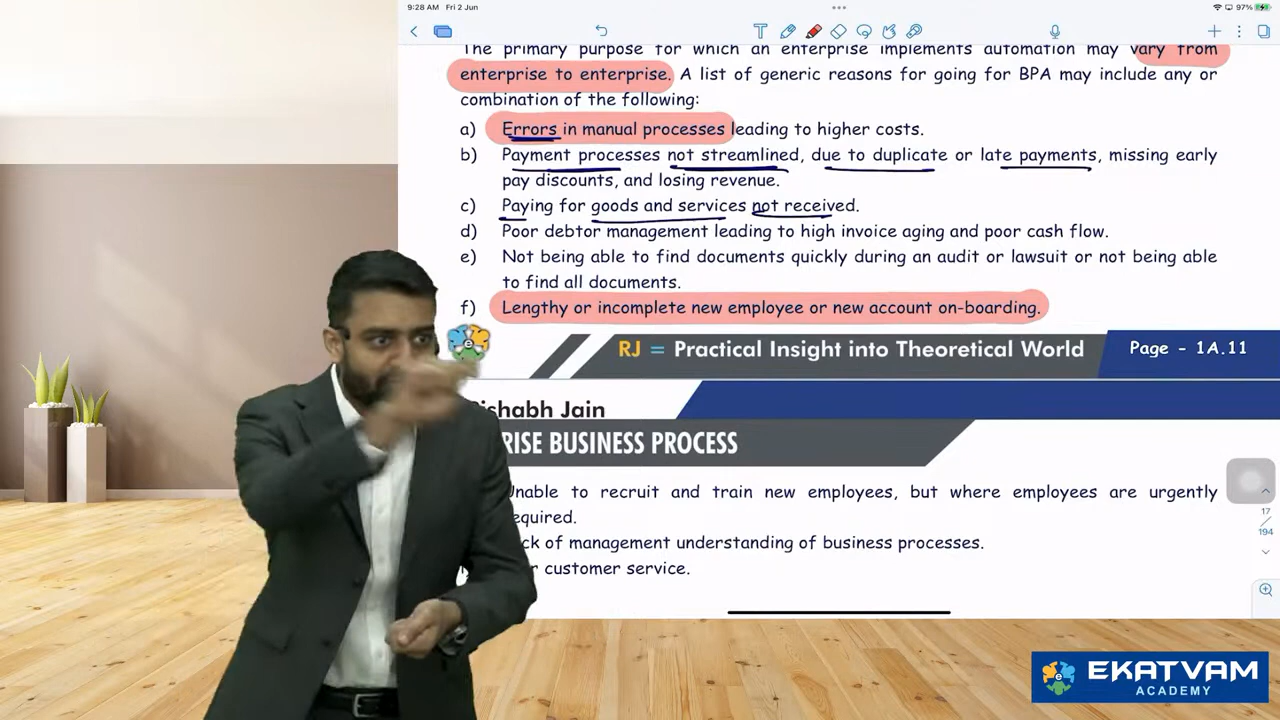 9:28 AM Fri 2 Jun
97%
The primary purpose for which an enterprise implements automation may vary from
enterprise to enterprise. A list of generic reasons for going for BPA may include any or
combination of the following:
a) Errors in manual processes leading to higher costs.
b) Payment processes not streamlined, due to duplicate or late payments, missing early
pay discounts, and losing revenue.
c) Paying for goods and services not received.
d) Poor debtor management leading to high invoice aging and poor cash flow.
e) Not being able to find documents quickly during an audit or lawsuit or not being able
to find all documents.
f) Lengthy or incomplete new employee or new account on-boarding.
RJ = Practical Insight into Theoretical World
Page - 1A.11
Rishabh Jain
RISE BUSINESS PROCESS
Unable to recruit and train new employees, but where employees are urgently
required.
ck of management understanding of business processes.
r customer service.
17
194
EKATVAM
ACADEMY